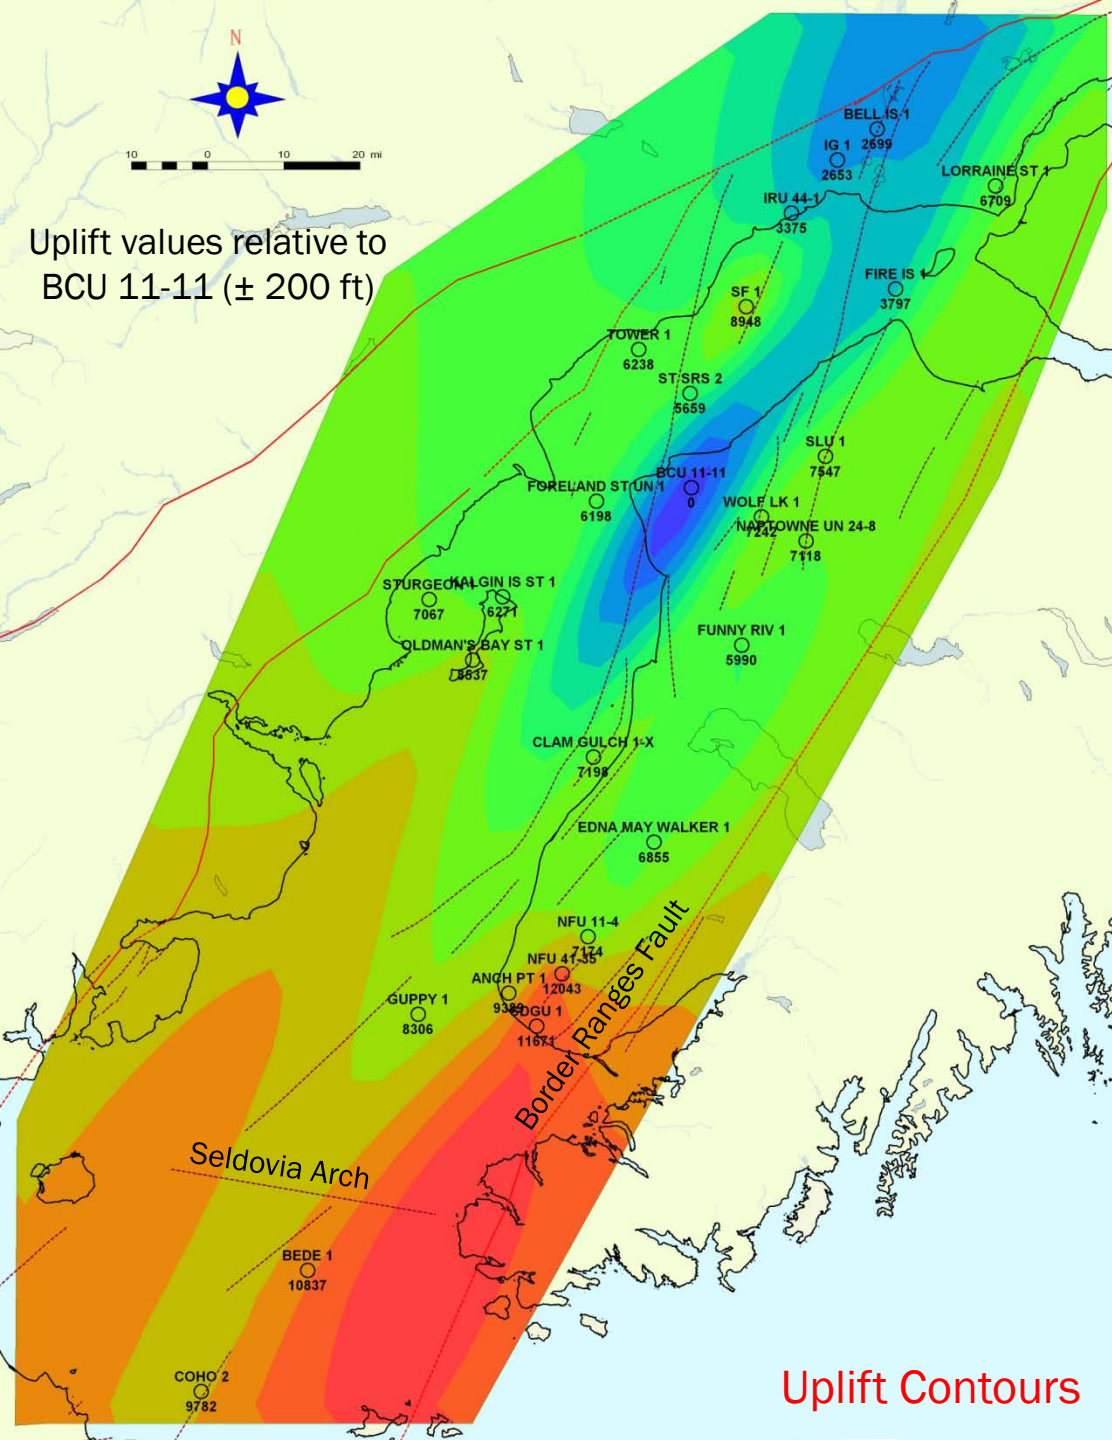 N
10 0 10 20 mi
Uplift values relative to
BCU 11-11 (± 200 ft)
BELL IS 1
2699
IG 1
2653
LORRAINE ST 1
6709
IRU 44-1
3375
FIRE IS 1
3797
SF 1
8948
TOWER 1
6238
ST SRS 2
5659
SLU 1
7547
BCU 11-11
0
FORELAND ST UN 1
6198
WOLF LK 1
7242
NAPTOWNE UN 24-8
7118
STURGEON 1
7067
KALGIN IS ST 1
6271
FUNNY RIV 1
5990
OLDMAN'S BAY ST 1
8537
CLAM GULCH 1-X
7198
EDNA MAY WALKER 1
6855
NFU 11-4
7174
NFU 41-35
12043
ANCH PT 1
GUPPY 1
8306
11671
Border Ranges Fault
Seldovia Arch
BEDE 1
10837
COHO 2
9782
Uplift Contours